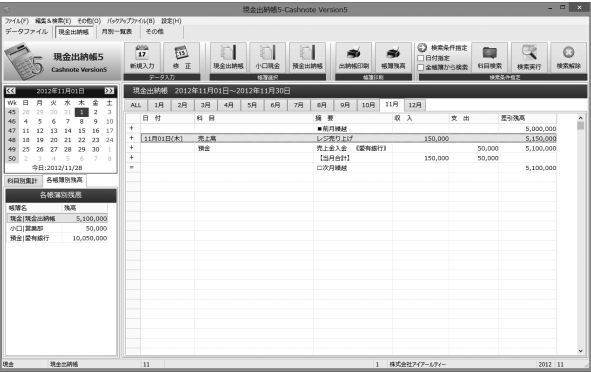 現金出納帳5-Cashnote Version5
ファイル(F) 編集&検索(E) その他(O) バックアップファイル(B) 設定(H)
データファイル 現金出納帳 月別一覧表 その他
現金出納帳5
Cashnote Version5
新規入力 修 正 現金出納帳 小口現金 預金出納帳 出納帳印刷 帳簿残高 検索条件指定 日付指定 全帳簿から検索 科目検索 検索実行 検索解除
データ入力 帳簿選択 帳簿印刷 検索条件指定
2012年11月01日
現金出納帳 2012年11月01日～2012年11月30日
ALL 1月 2月 3月 4月 5月 6月 7月 8月 9月 10月 11月 12月
Wk 日 月 火 水 木 金 土
45 28 29 30 31 1 2 3
46 4 5 6 7 8 9 10
47 11 12 13 14 15 16 17
48 18 19 20 21 22 23 24
49 25 26 27 28 29 30 1
50 2 3 4 5 6 7 8
今日:2012/11/28
科目別集計 各帳簿別残高
各帳簿別残高
帳簿名 残高
現金|現金出納帳 5,100,000
小口|営業部 50,000
預金|愛有銀行 10,050,000
日 付 科 目 摘 要 収 入 支 出 差引残高
+ ■前月繰越 5,000,000
+ 11月01日(木) 売上高 レジ売り上げ 150,000 5,150,000
+ 預金 売上金入金 《愛有銀行》 50,000 5,100,000
+ 【当月合計】 150,000 50,000
= □次月繰越 5,100,000
現金 現金出納帳 11 1 株式会社アイアールティー 2012 11